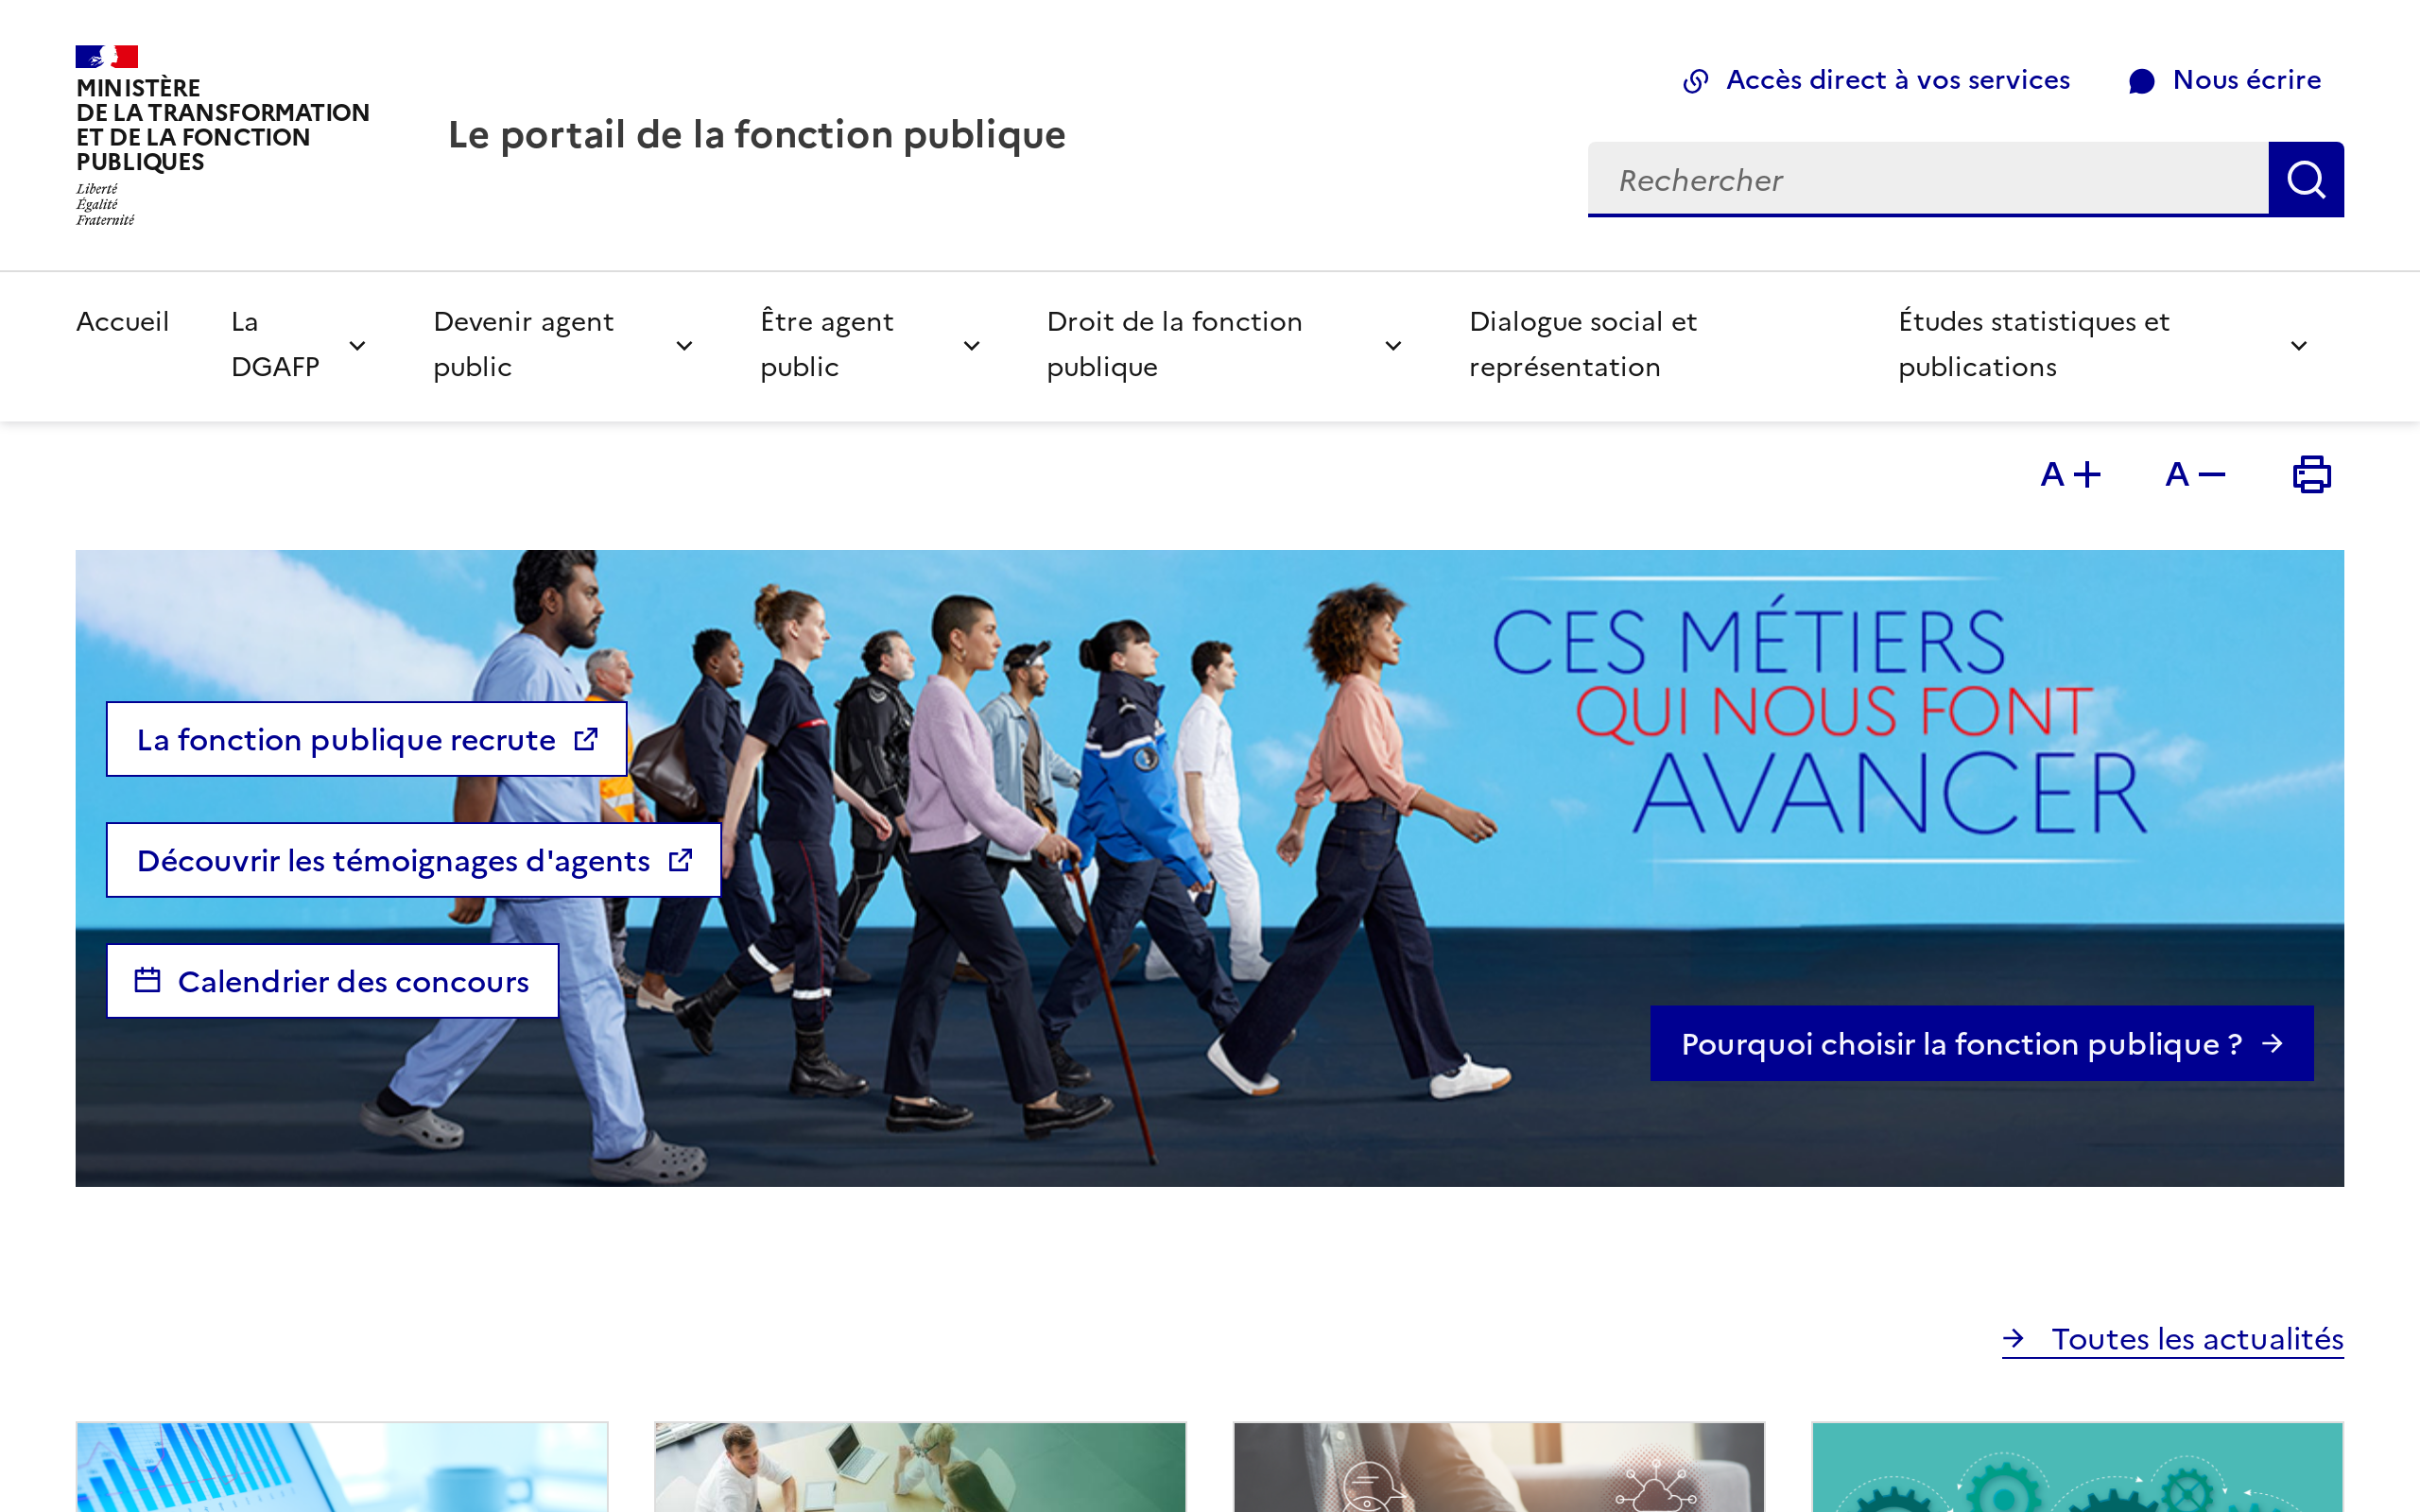 MINISTÈRE
DE LA TRANSFORMATION
ET DE LA FONCTION
PUBLIQUES
Liberté
Égalité
Fraternité
Le portail de la fonction publique
Accès direct à vos services
Nous écrire
Rechercher
Accueil
La
DGAFP
Devenir agent
public
Être agent
public
Droit de la fonction
publique
Dialogue social et
représentation
Études statistiques et
publications
A+
A−
CES MÉTIERS
QUI NOUS FONT
AVANCER
La fonction publique recrute
Découvrir les témoignages d'agents
Calendrier des concours
Pourquoi choisir la fonction publique ?
Toutes les actualités